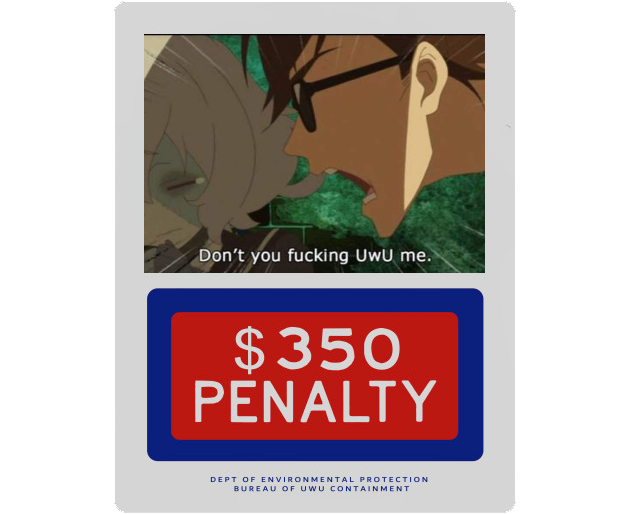 Don't you fucking UwU me.
$350
PENALTY
DEPT OF ENVIRONMENTAL PROTECTION
BUREAU OF UWU CONTAINMENT